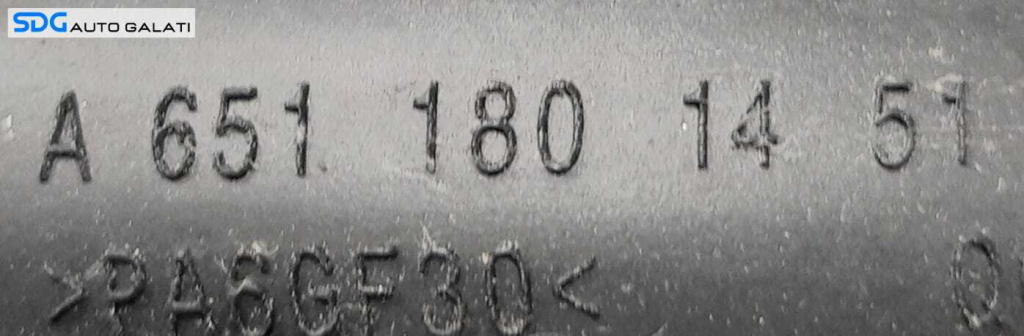 SDG AUTO GALATI
A 651 180 14 51
>PA6GF30<